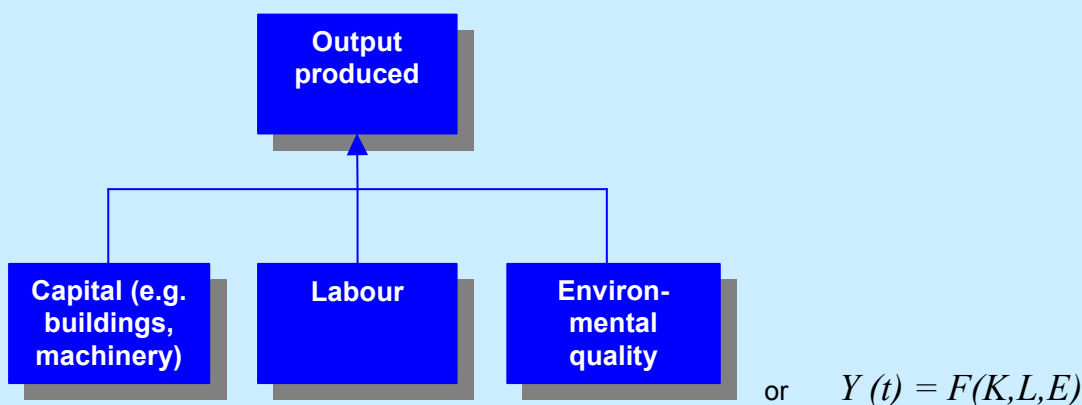 Output
produced
Capital (e.g.
buildings,
machinery)
Labour
Environ-
mental
quality
or Y (t) = F(K,L,E)